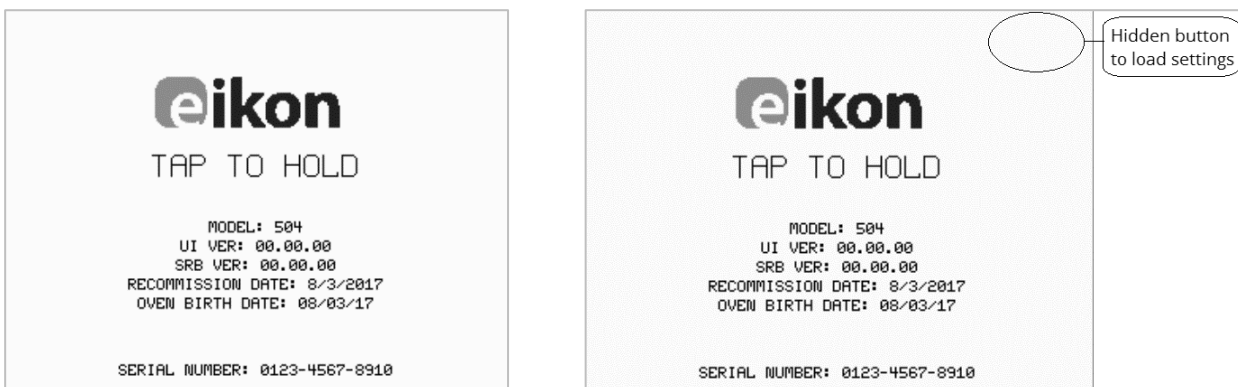 eikon
TAP TO HOLD
MODEL: 504
UI VER: 00.00.00
SRB VER: 00.00.00
RECOMMISSION DATE: 8/3/2017
OVEN BIRTH DATE: 08/03/17
SERIAL NUMBER: 0123-4567-8910
Hidden button
to load settings
eikon
TAP TO HOLD
MODEL: 504
UI VER: 00.00.00
SRB VER: 00.00.00
RECOMMISSION DATE: 8/3/2017
OVEN BIRTH DATE: 08/03/17
SERIAL NUMBER: 0123-4567-8910